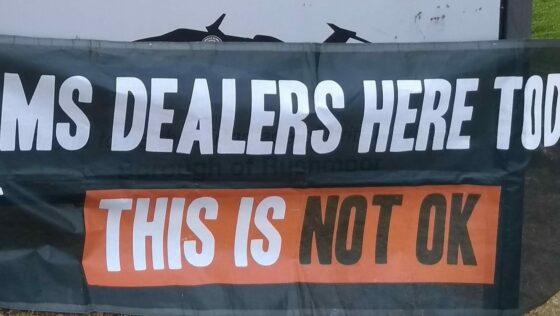 MS DEALERS HERE TOD
THIS IS NOT OK